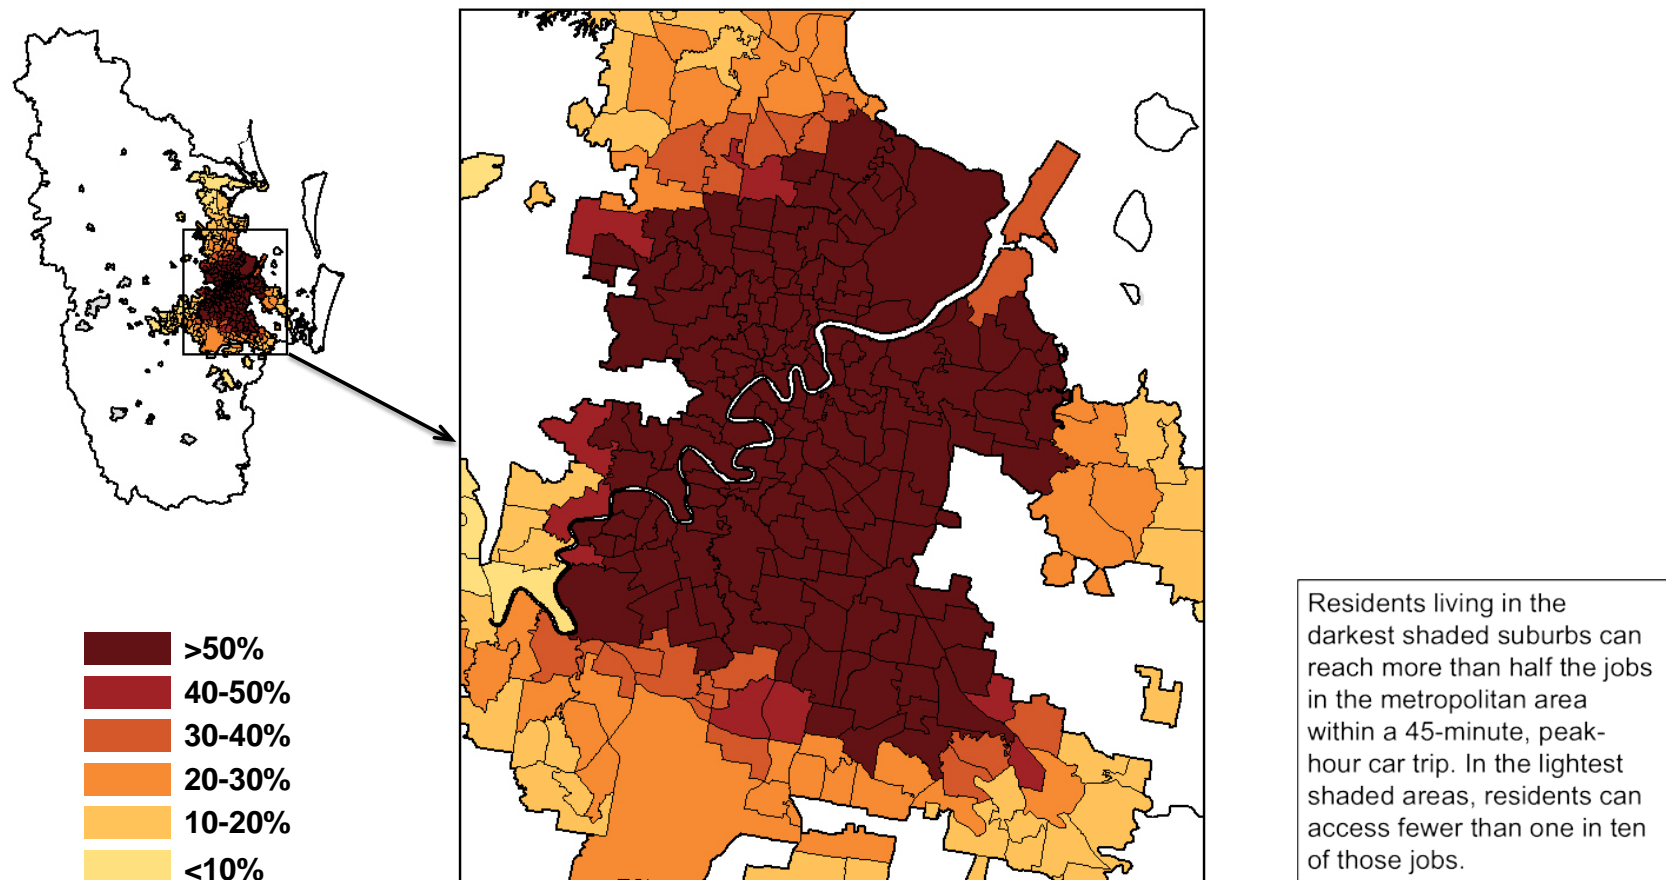 >50%
40-50%
30-40%
20-30%
10-20%
<10%
Residents living in the
darkest shaded suburbs can
reach more than half the jobs
in the metropolitan area
within a 45-minute, peak-
hour car trip. In the lightest
shaded areas, residents can
access fewer than one in ten
of those jobs.